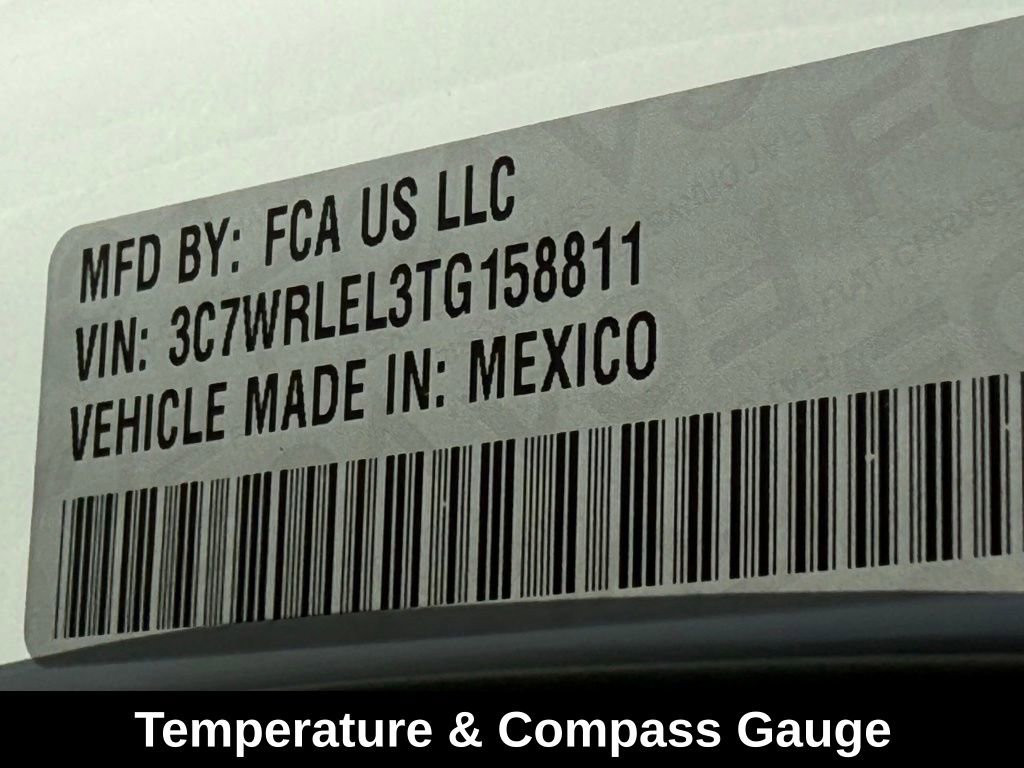 MFD BY: FCA US LLC
VIN: 3C7WRLEL3TG158811
VEHICLE MADE IN: MEXICO
Temperature & Compass Gauge